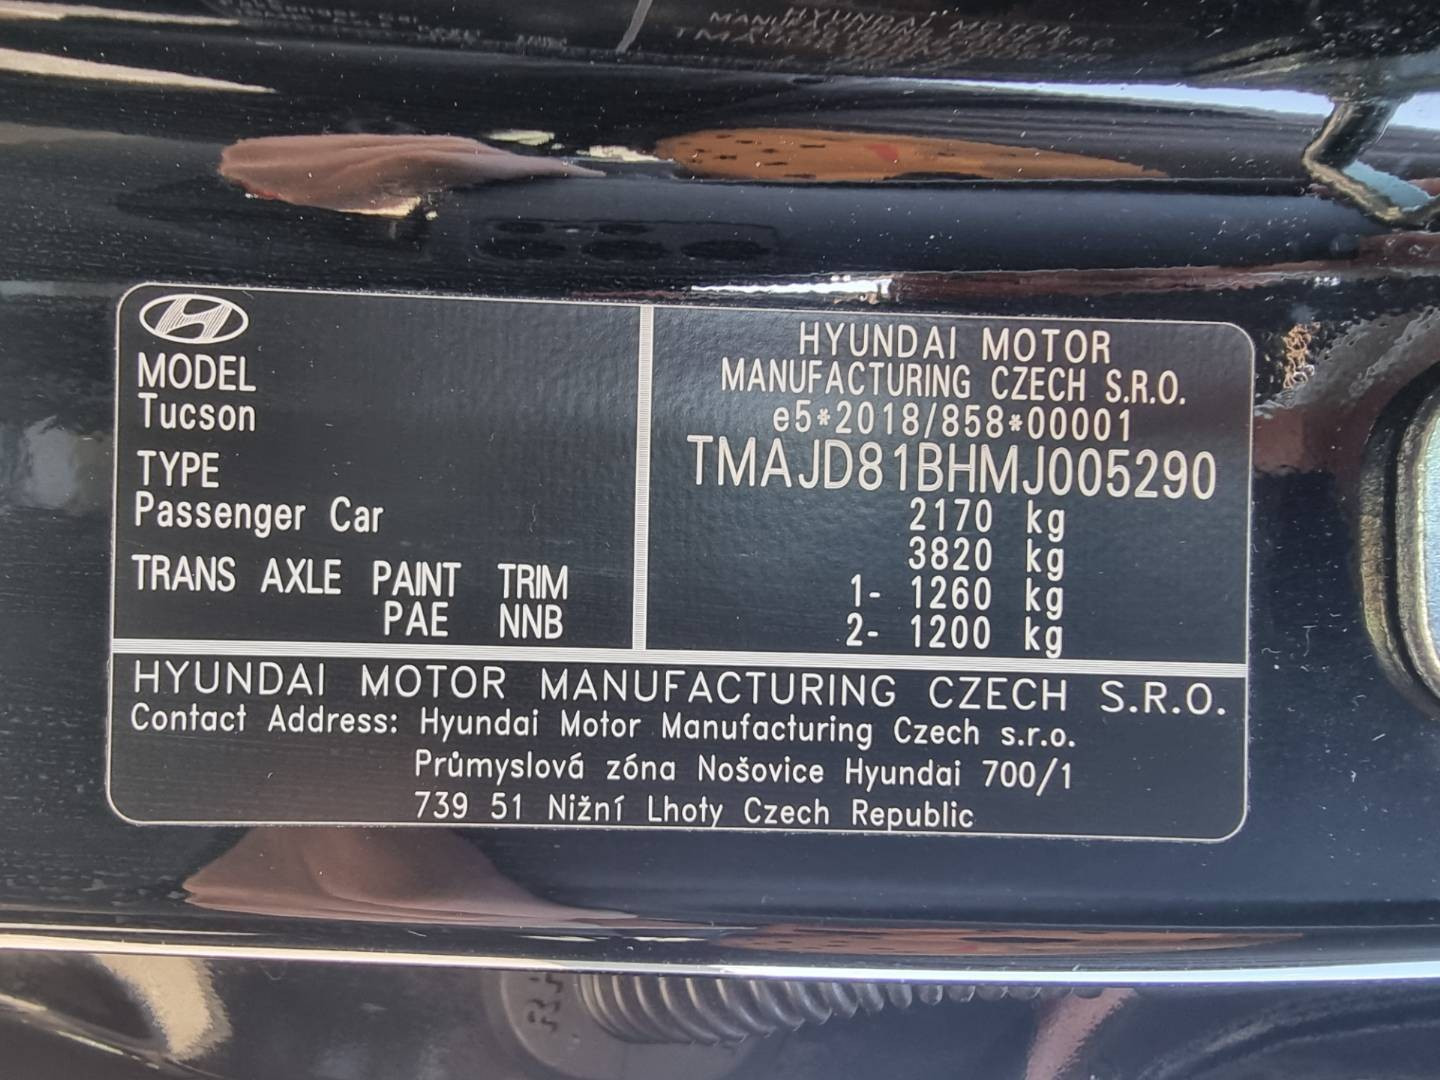 MODEL
Tucson
TYPE
Passenger Car
TRANS AXLE PAINT TRIM
PAE NNB
HYUNDAI MOTOR
MANUFACTURING CZECH S.R.O.
e5*2018/858*00001
TMAJD81BHMJ005290
2170 kg
3820 kg
1- 1260 kg
2- 1200 kg
HYUNDAI MOTOR MANUFACTURING CZECH S.R.O.
Contact Address: Hyundai Motor Manufacturing Czech s.r.o.
Průmyslová zóna Nošovice Hyundai 700/1
739 51 Nižní Lhoty Czech Republic